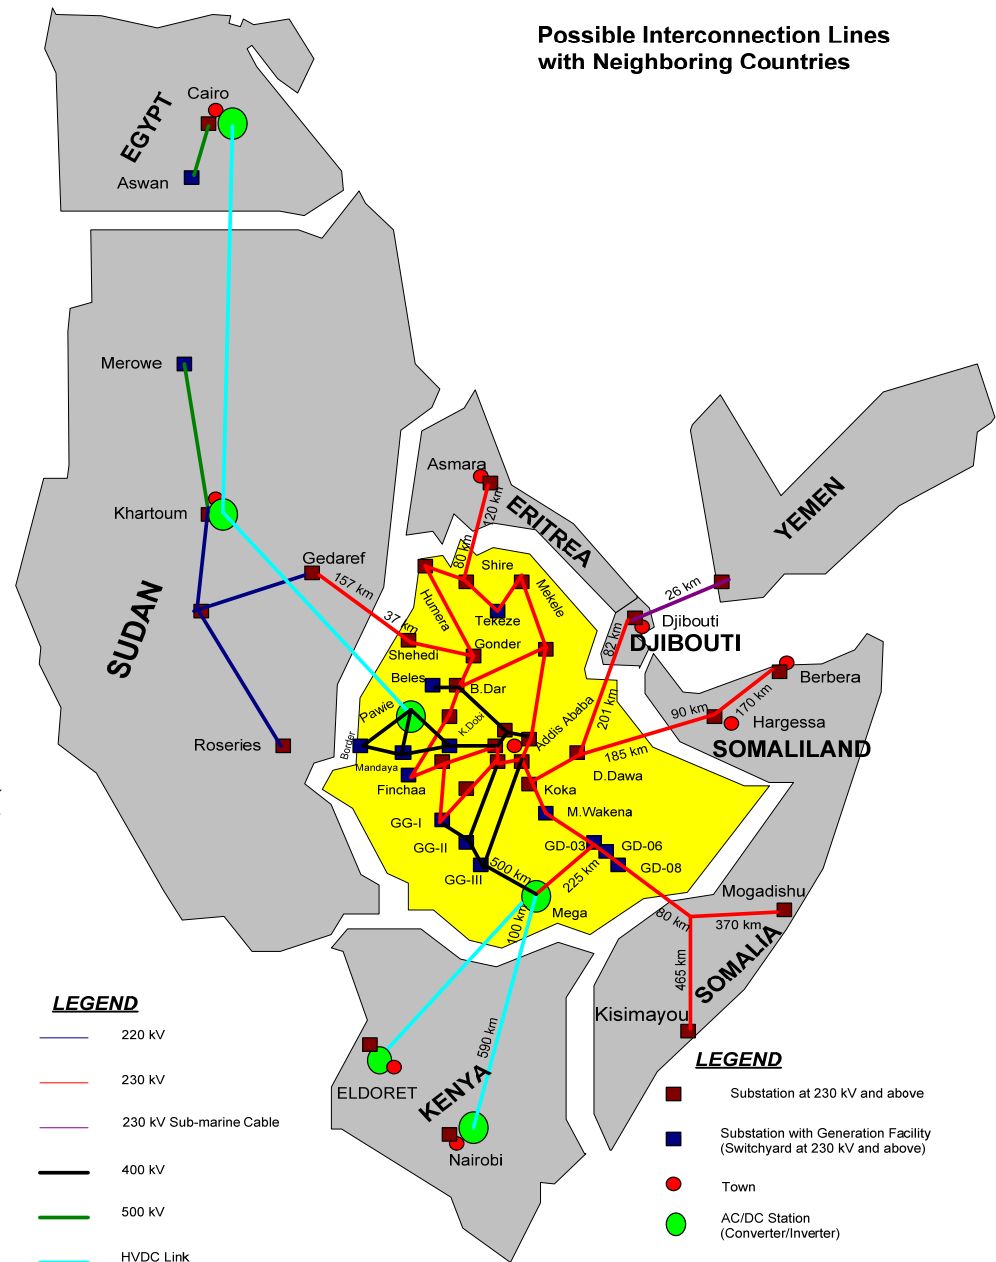 Possible Interconnection Lines
with Neighboring Countries
Cairo
EGYPT
Aswan
Merowe
Khartoum
Gedaref
157 km
37 km
SUDAN
Roseries
Asmara
120 km
ERITREA
80 km
YEMEN
Shire
Humera
Mekele
Tekeze
26 km
Djibouti
DJIBOUTI
82 km
Gonder
Shehedi
Beles
B.Dar
Pawie
K.Dobi
Addis Ababa
201 km
Berbera
170 km
90 km
Hargessa
SOMALILAND
185 km
Border
Mandaya
D.Dawa
Finchaa
Koka
M.Wakena
GG-I
GG-II
GG-III
GD-03
GD-06
GD-08
500 km
225 km
Mega
100 km
Mogadishu
80 km
370 km
SOMALIA
465 km
Kisimayou
590 km
KENYA
ELDORET
Nairobi
LEGEND
220 kV
230 kV
230 kV Sub-marine Cable
400 kV
500 kV
HVDC Link
LEGEND
Substation at 230 kV and above
Substation with Generation Facility
(Switchyard at 230 kV and above)
Town
AC/DC Station
(Converter/Inverter)